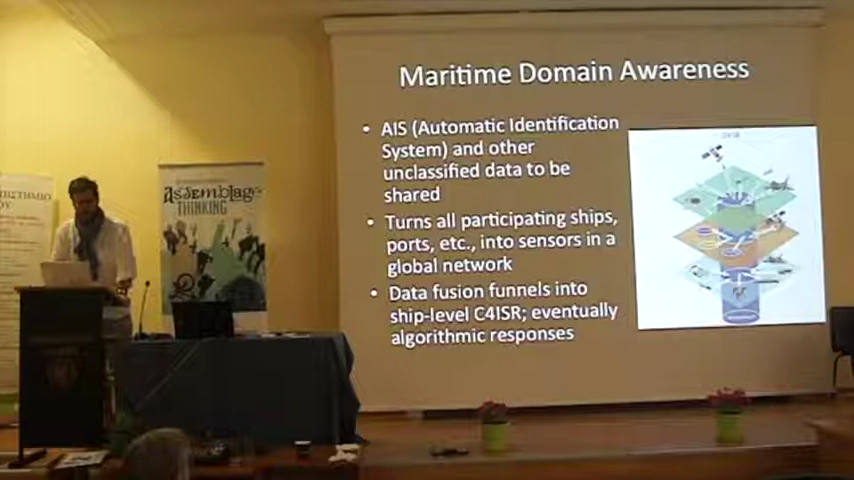 Maritime Domain Awareness
• AIS (Automatic Identification
System) and other
unclassified data to be
shared
• Turns all participating ships,
ports, etc., into sensors in a
global network
• Data fusion funnels into
ship-level C4ISR; eventually
algorithmic responses
assemblage
THINKING